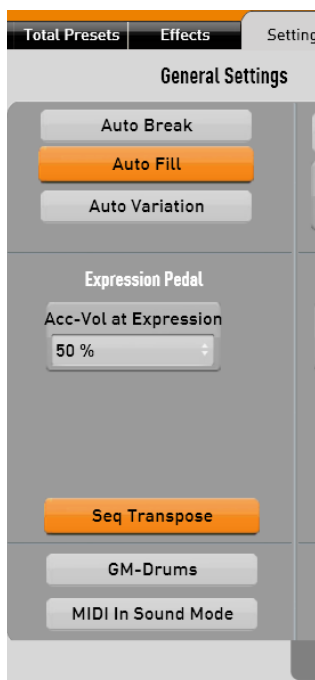 Total Presets Effects
General Settings
Auto Break
Auto Fill
Auto Variation
Expression Pedal
Acc-Vol at Expression
50 %
Seq Transpose
GM-Drums
MIDI In Sound Mode